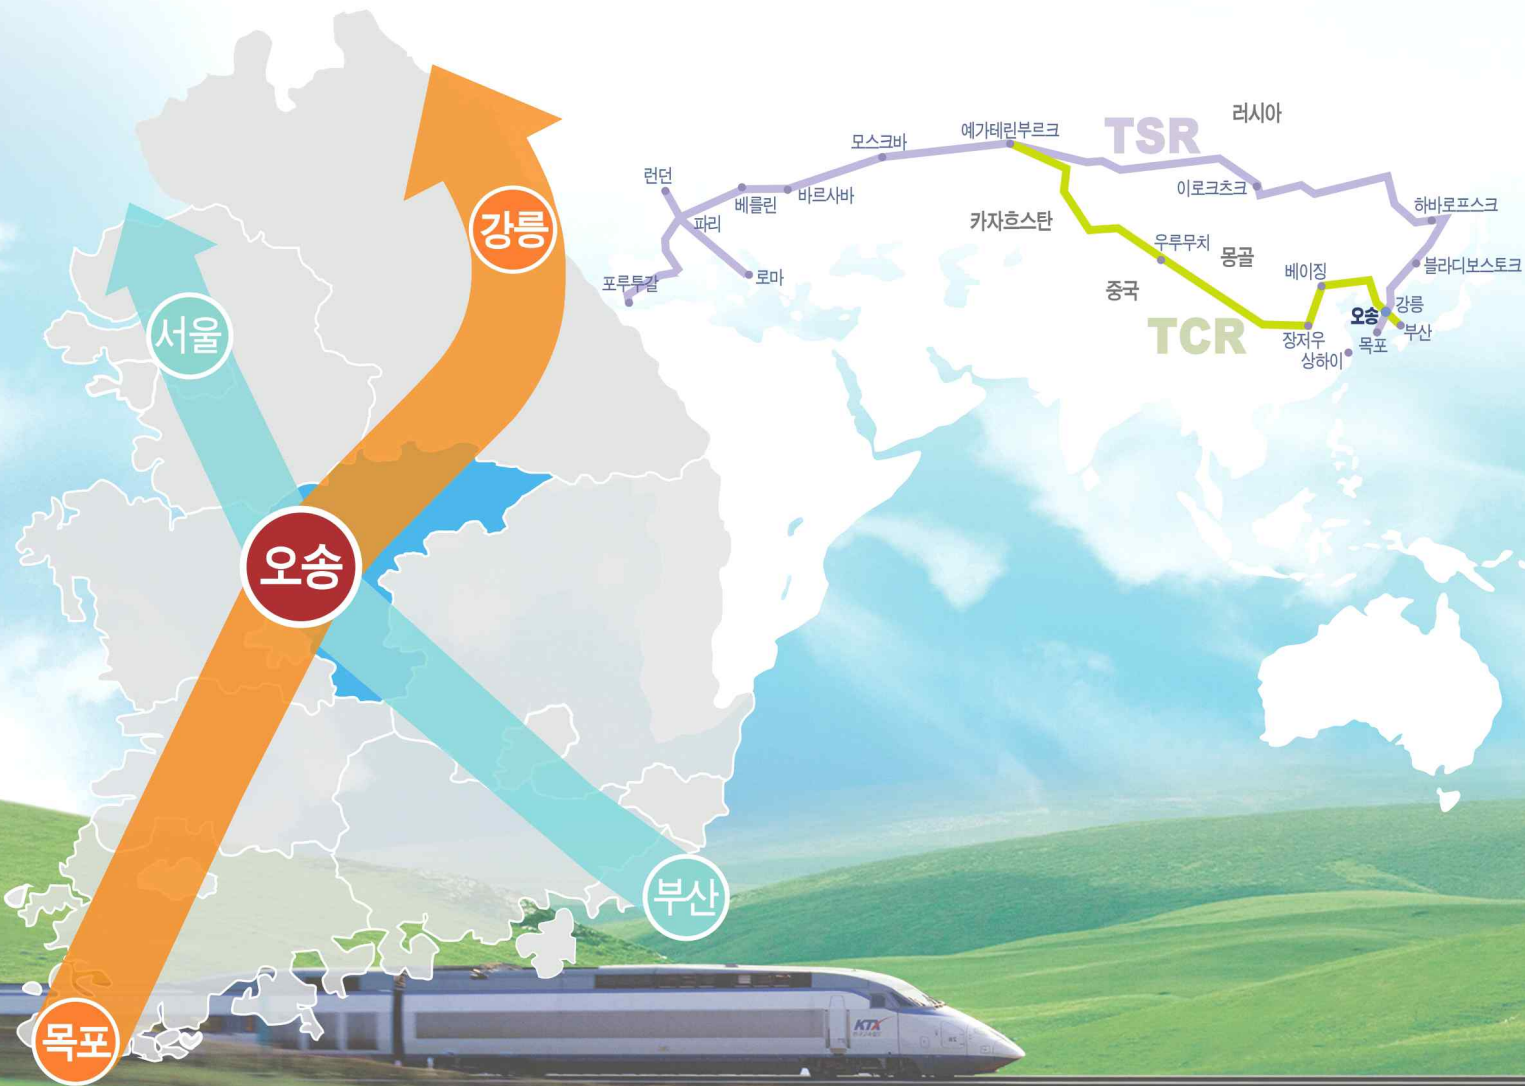 강릉
서울
오송
부산
목포
러시아
TSR
예가테린부르크
모스크바
런던
베를린
바르샤바
파리
로마
포루투갈
이로크츠크
하바로프스크
카자흐스탄
우루무치
몽골
베이징
블라디보스토크
중국
TCR
오송
강릉
부산
장저우
목포
상하이
KTX